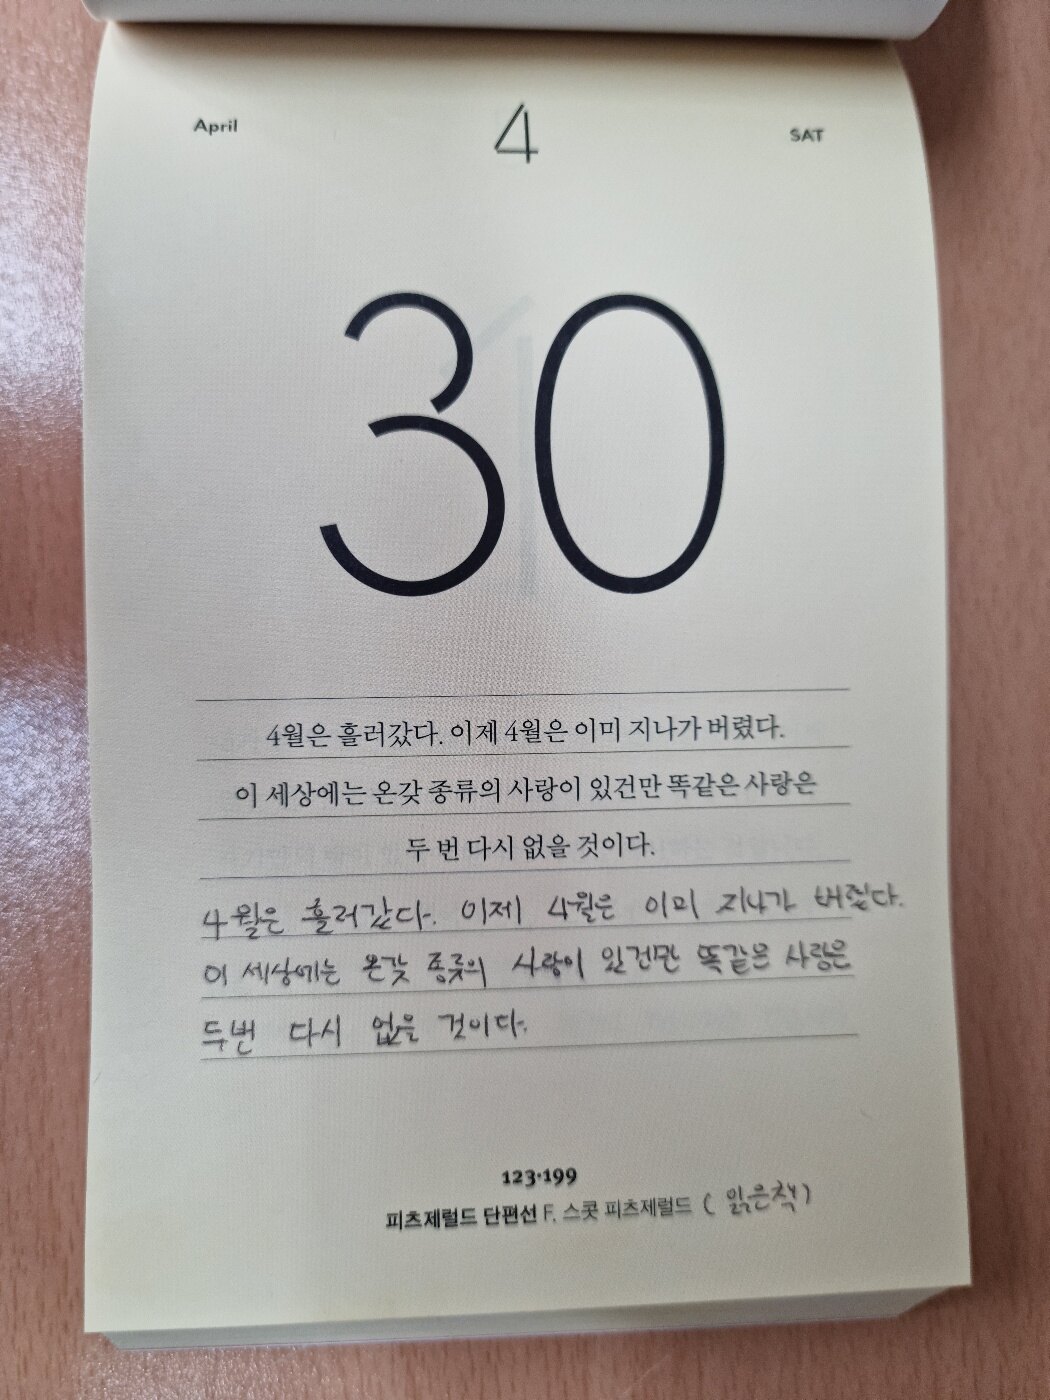 April 4 SAT
30
4월은 흘러갔다. 이제 4월은 이미 지나가 버렸다.
이 세상에는 온갖 종류의 사랑이 있건만 똑같은 사랑은
두 번 다시 없을 것이다.
4월은 흘러갔다. 이제 4월은 이미 지나가 버렸다.
이 세상에는 온갖 종류의 사랑이 있건만 똑같은 사랑은
두번 다시 없을 것이다.
123·199
피츠제럴드 단편선 F. 스콧 피츠제럴드 ( 읽은책 )